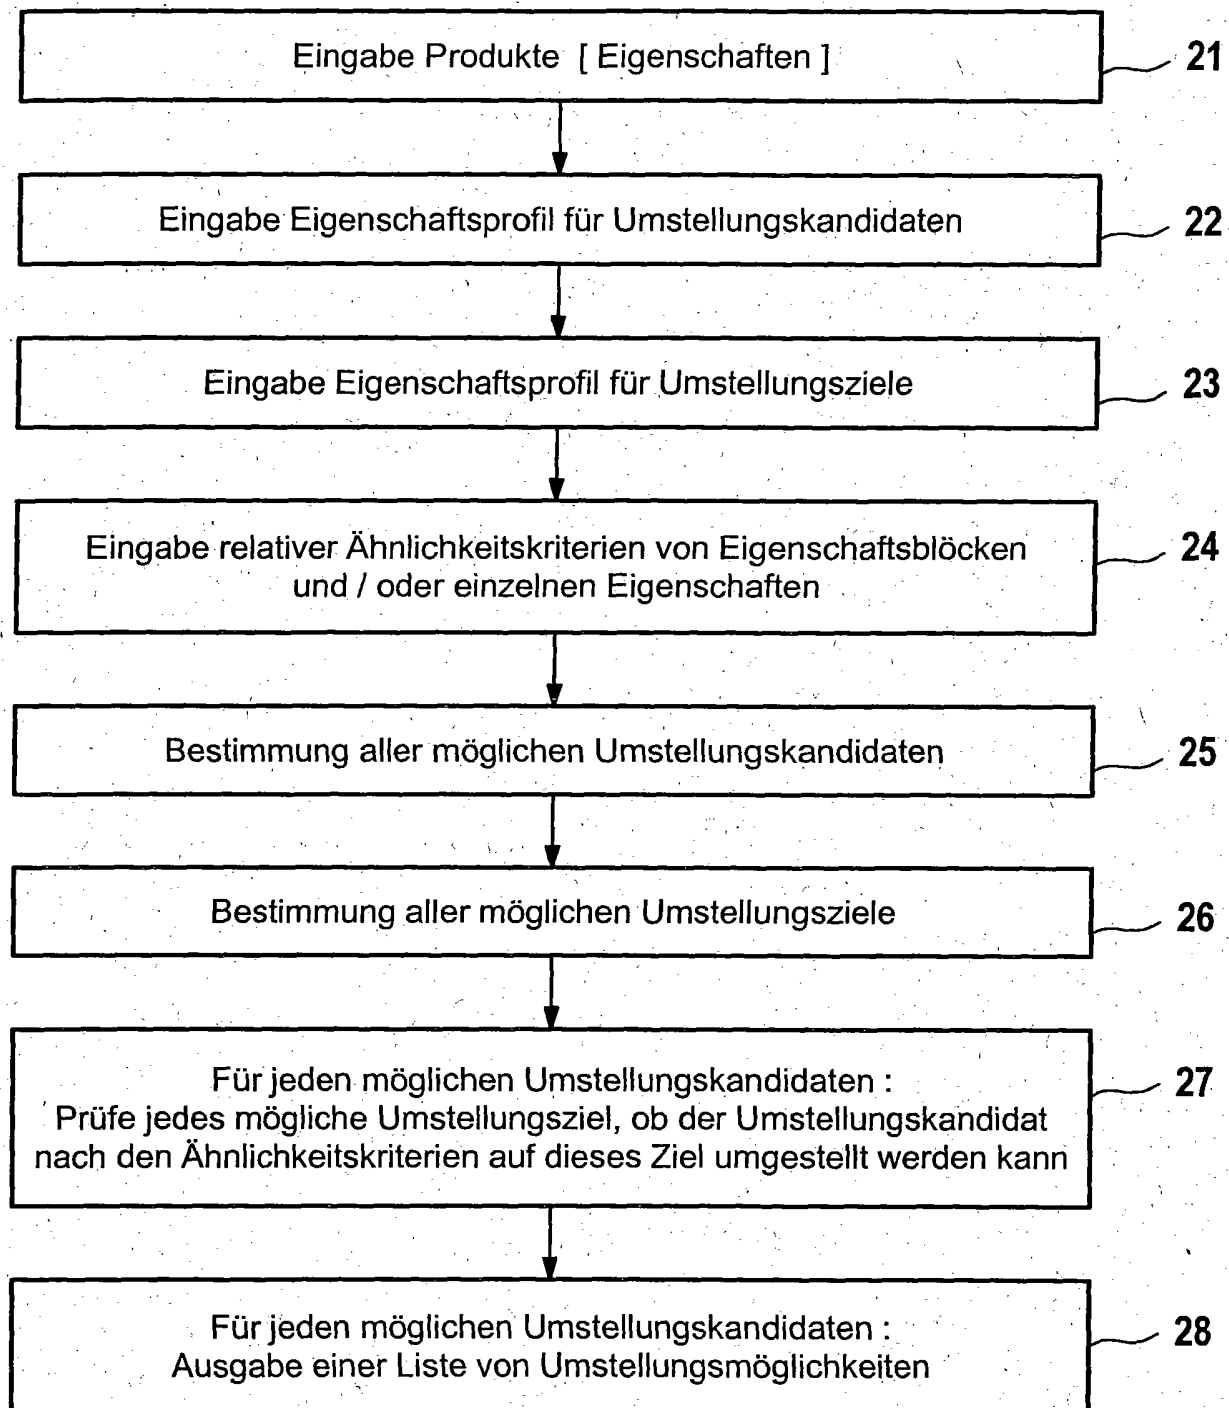 Eingabe Produkte [ Eigenschaften ]
21
Eingabe Eigenschaftsprofil für Umstellungskandidaten
22
Eingabe Eigenschaftsprofil für Umstellungsziele
23
Eingabe relativer Ähnlichkeitskriterien von Eigenschaftsblöcken
und / oder einzelnen Eigenschaften
24
Bestimmung aller möglichen Umstellungskandidaten
25
Bestimmung aller möglichen Umstellungsziele
26
Für jeden möglichen Umstellungskandidaten :
Prüfe jedes mögliche Umstellungsziel, ob der Umstellungskandidat
nach den Ähnlichkeitskriterien auf dieses Ziel umgestellt werden kann
27
Für jeden möglichen Umstellungskandidaten :
Ausgabe einer Liste von Umstellungsmöglichkeiten
28